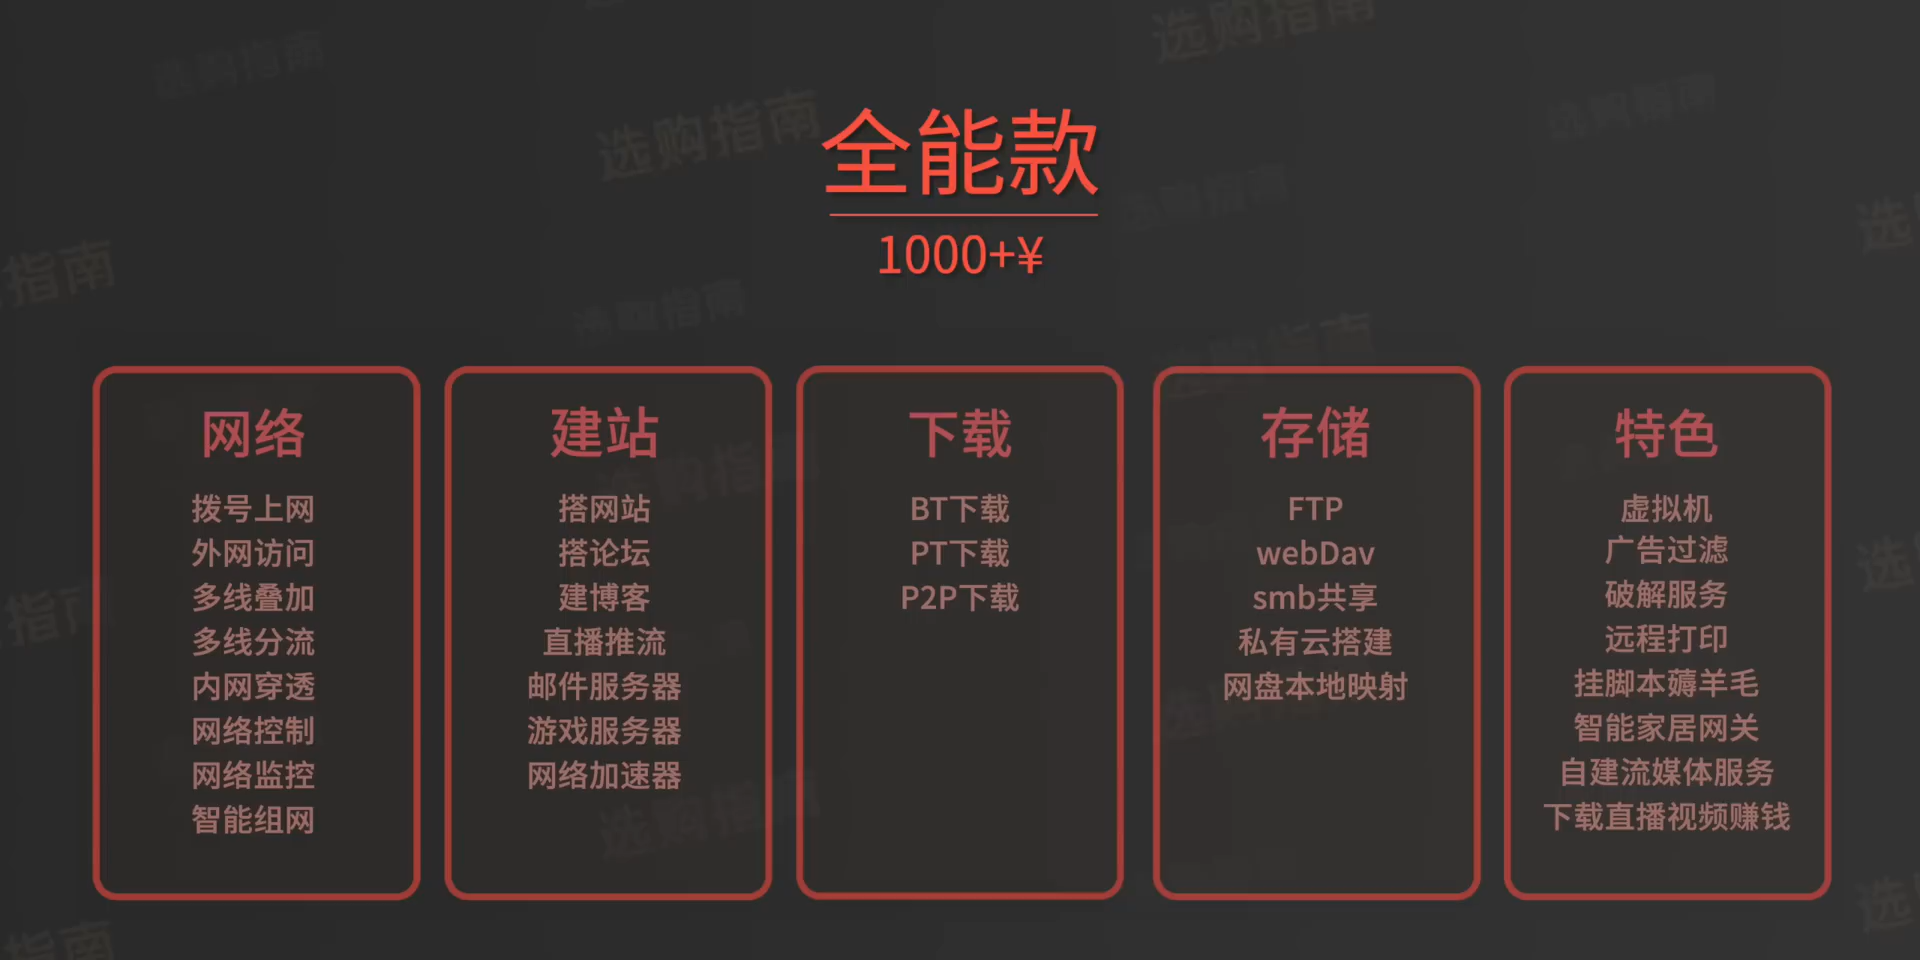 选购指南
全能款
1000+¥
网络
拨号上网
外网访问
多线叠加
多线分流
内网穿透
网络控制
网络监控
智能组网
建站
搭网站
搭论坛
建博客
直播推流
邮件服务器
游戏服务器
网络加速器
下载
BT下载
PT下载
P2P下载
存储
FTP
webDav
smb共享
私有云搭建
网盘本地映射
特色
虚拟机
广告过滤
破解服务
远程打印
挂脚本薅羊毛
智能家居网关
自建流媒体服务
下载直播视频赚钱